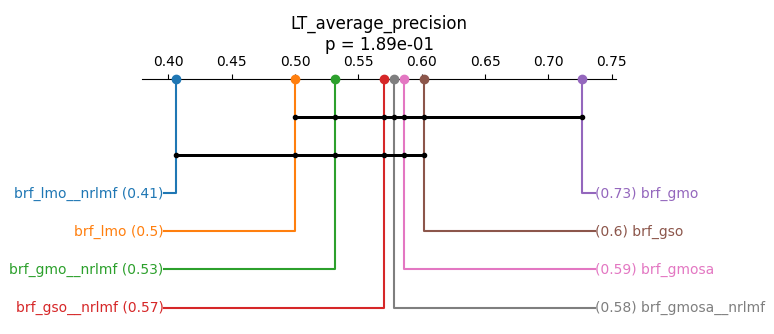 LT_average_precision
p = 1.89e-01
0.40 0.45 0.50 0.55 0.60 0.65 0.70 0.75
brf_lmo__nrlmf (0.41)
(0.73) brf_gmo
brf_lmo (0.5)
(0.6) brf_gso
brf_gmo__nrlmf (0.53)
(0.59) brf_gmosa
brf_gso__nrlmf (0.57)
(0.58) brf_gmosa__nrlmf